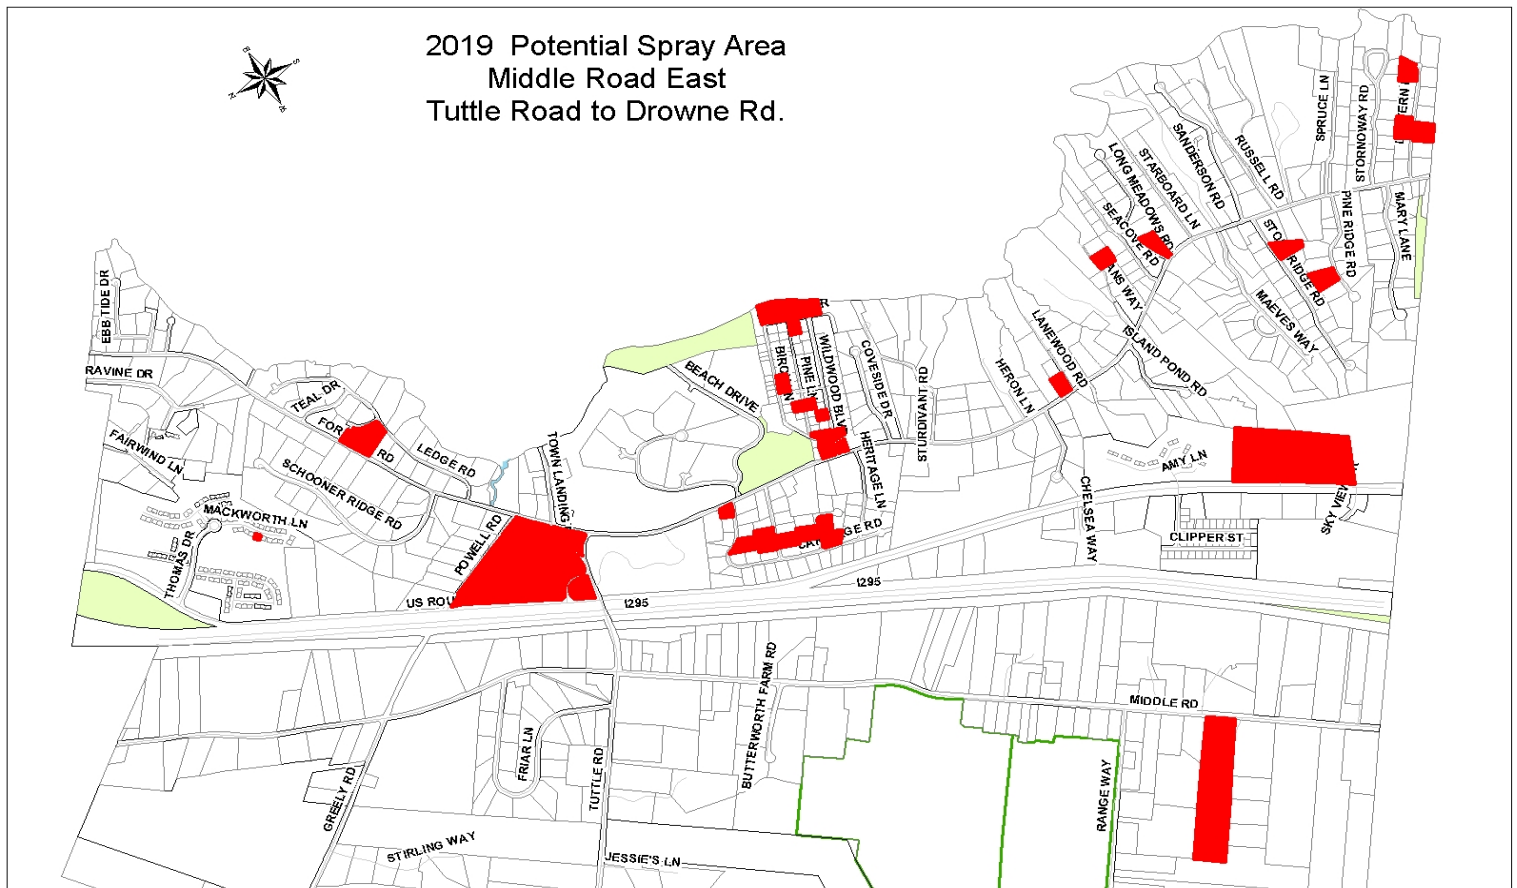 2019 Potential Spray Area
Middle Road East
Tuttle Road to Drowne Rd.
SPRUCE LN
STORNOWAY RD
SANDERSON RD
RUSSELL RD
STARBOARD LN
LONG MEADOWS RD
SEACOVE RD
PINE RIDGE RD
MARY LANE
MAEVES WAY
ISLAND POND RD
LANEWOOD RD
HERON LN
EBB TIDE DR
RAVINE DR
TEAL DR
FAIRWIND LN
LEDGE RD
SCHOONER RIDGE RD
MACKWORTH LN
THOMAS DR
POWELL RD
TOWN LANDING
BEACH DRIVE
PINE LN
WILDWOOD BLV
COVESIDE DR
STURDIVANT RD
HERITAGE LN
CHELSEA WAY
AMY LN
SKY VIEW
CLIPPER ST
US ROU
I295
I295
MIDDLE RD
BUTTERWORTH FARM RD
FRIAR LN
TUTTLE RD
GREELY RD
RANGE WAY
STIRLING WAY
JESSIE'S LN